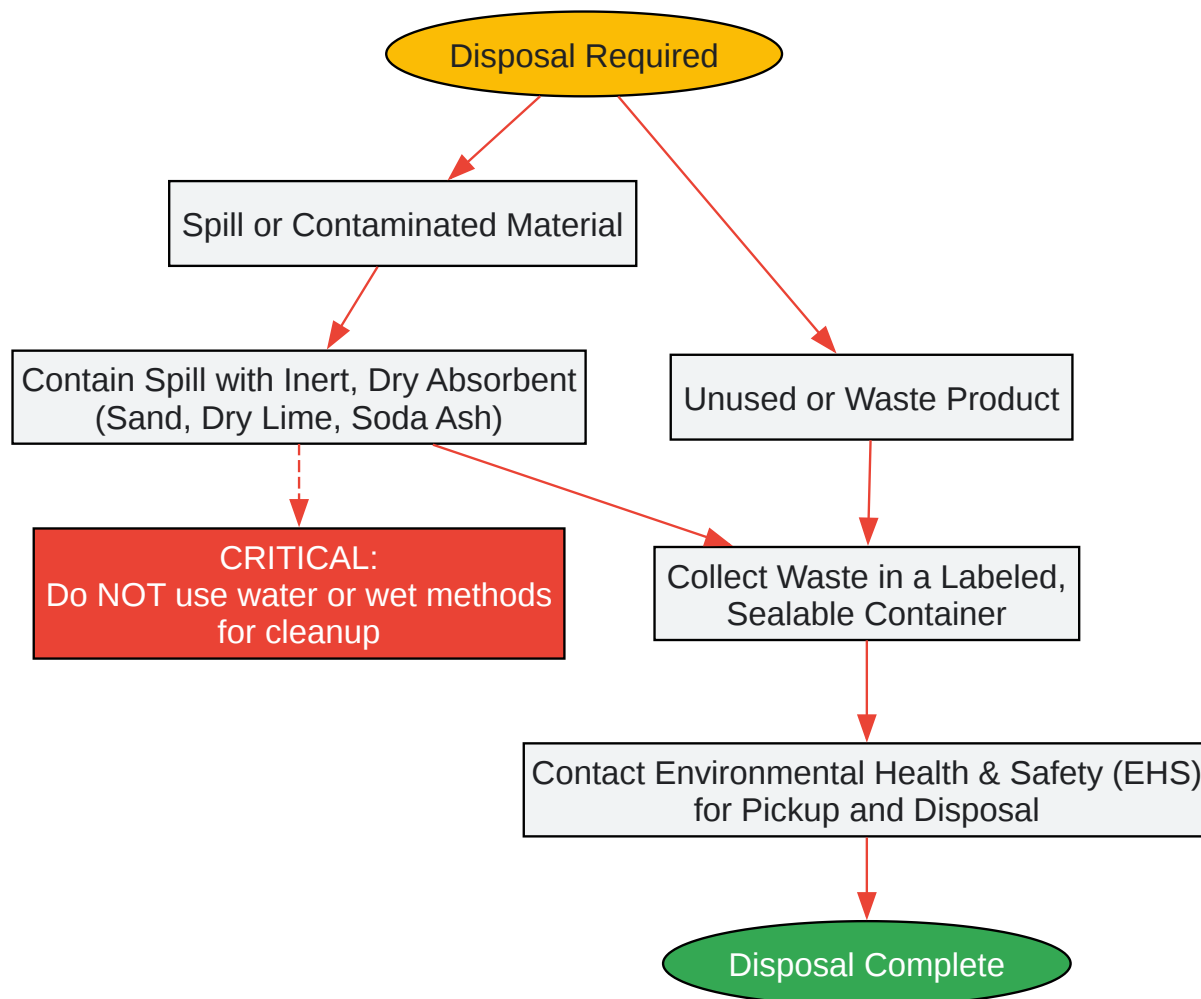 Disposal Required
Spill or Contaminated Material
Contain Spill with Inert, Dry Absorbent
(Sand, Dry Lime, Soda Ash)
Unused or Waste Product
CRITICAL:
Do NOT use water or wet methods
for cleanup
Collect Waste in a Labeled,
Sealable Container
Contact Environmental Health & Safety (EHS)
for Pickup and Disposal
Disposal Complete